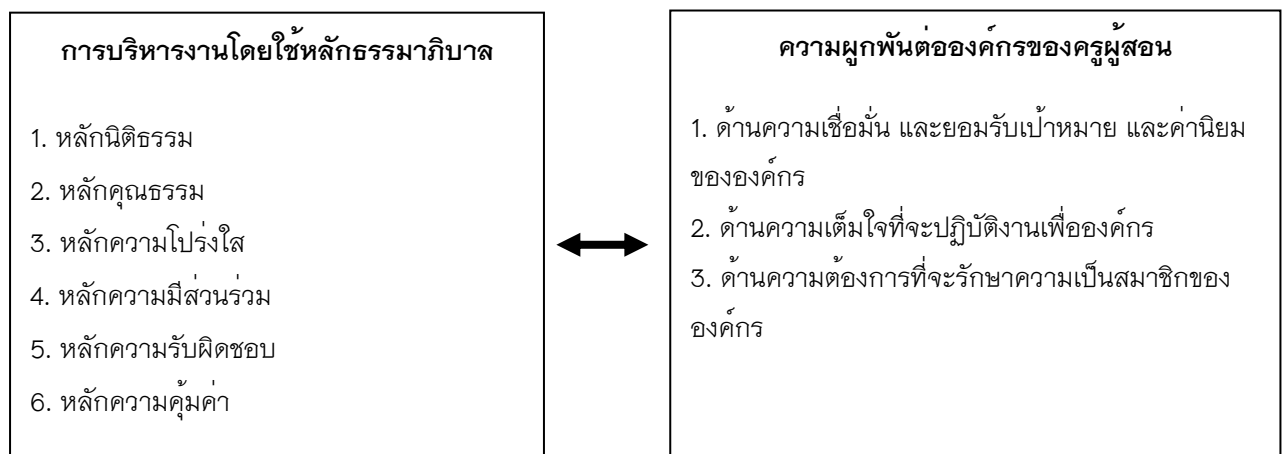 การบริหารงานโดยใช้หลักธรรมาภิบาล
1. หลักนิติธรรม
2. หลักคุณธรรม
3. หลักความโปร่งใส
4. หลักความมีส่วนร่วม
5. หลักความรับผิดชอบ
6. หลักความคุ้มค่า
ความผูกพันต่อองค์กรของครูผู้สอน
1. ด้านความเชื่อมั่น และยอมรับเป้าหมาย และค่านิยม
ขององค์กร
2. ด้านความเต็มใจที่จะปฏิบัติงานเพื่อองค์กร
3. ด้านความต้องการที่จะรักษาความเป็นสมาชิกของ
องค์กร